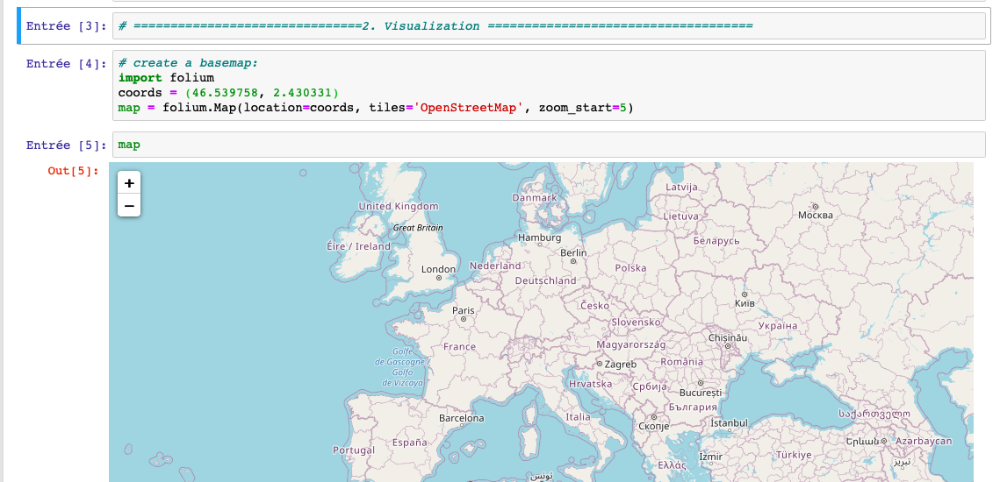 Entrée [3]: # ===============================2. Visualization ====================================
Entrée [4]: # create a basemap:
import folium
coords = (46.539758, 2.430331)
map = folium.Map(location=coords, tiles='OpenStreetMap', zoom_start=5)
Entrée [5]: map
Out[5]:
+
−
Latvija
Danmark
United Kingdom
Москва
Lietuva
Great Britain
Hamburg
Беларусь
Éire / Ireland
Berlin
London
Nederland
Polska
Deutschland
Київ
Česko
Paris
Slovensko
Україна
Chișinău
France
Magyarország
Golfe
de Gascogne /
Golfo
de Vizcaya
Zagreb
România
Hrvatska
Србија
București
България
Barcelona
Italia
Скопје
İstanbul
საქართველო
España
Երևան
Azərbaycan
Portugal
İzmir
Türkiye
تبریز
Ελλάς
تونس